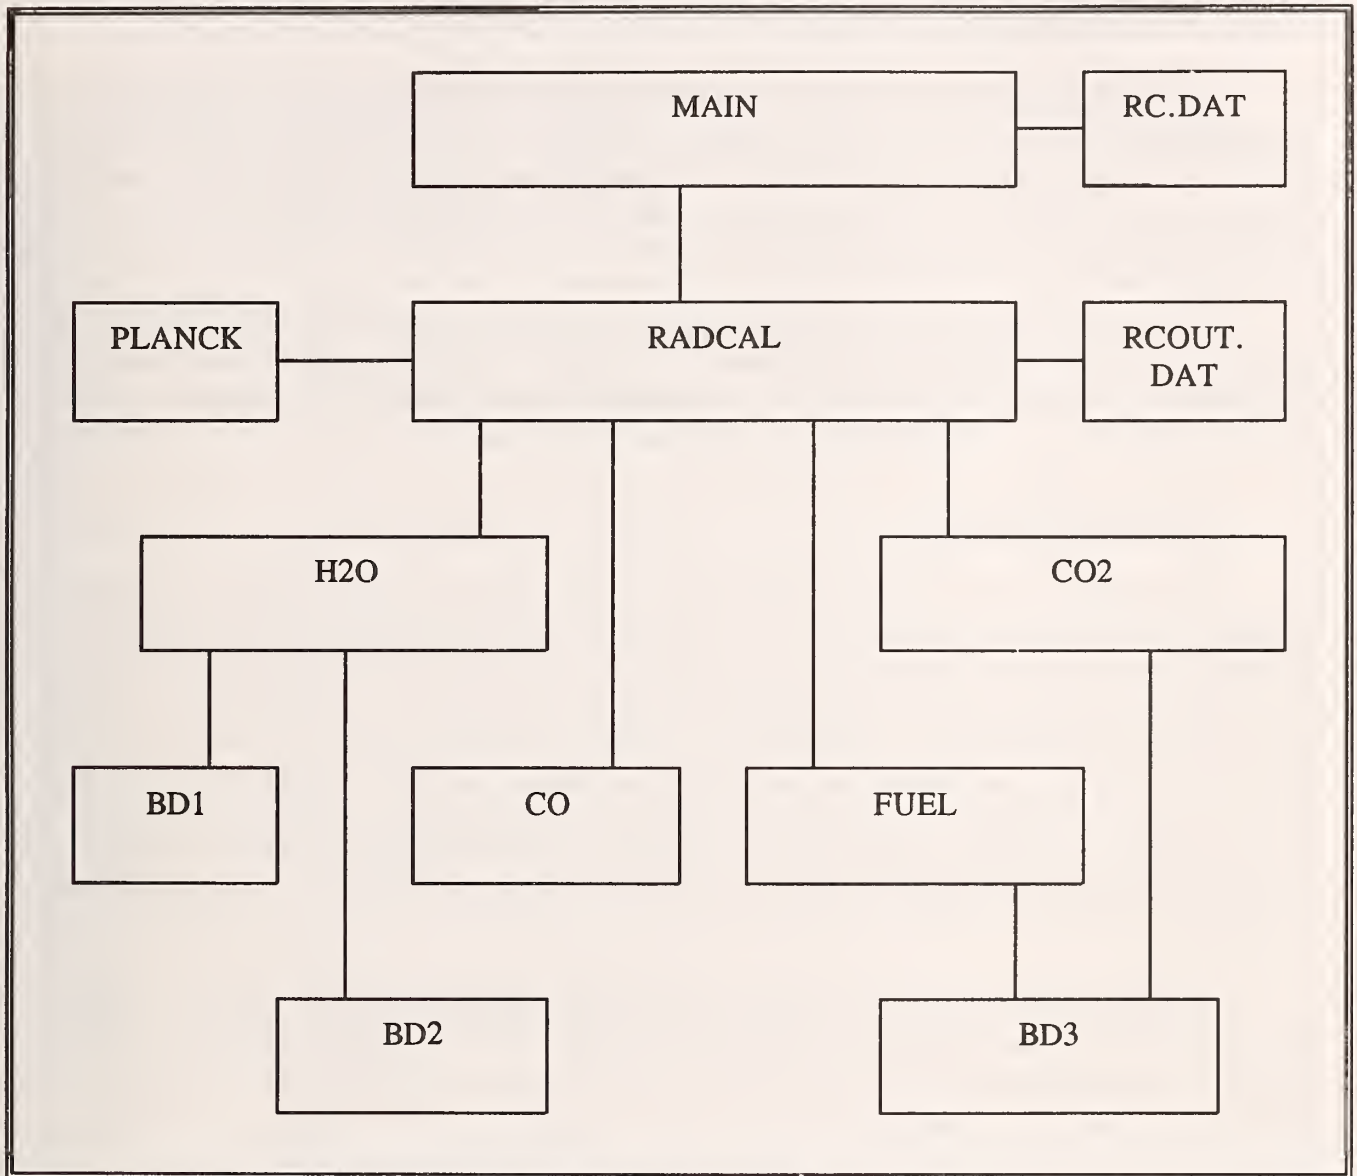 MAIN
RC.DAT
PLANCK
RADCAL
RCOUT.
DAT
H2O
CO2
BD1
CO
FUEL
BD2
BD3